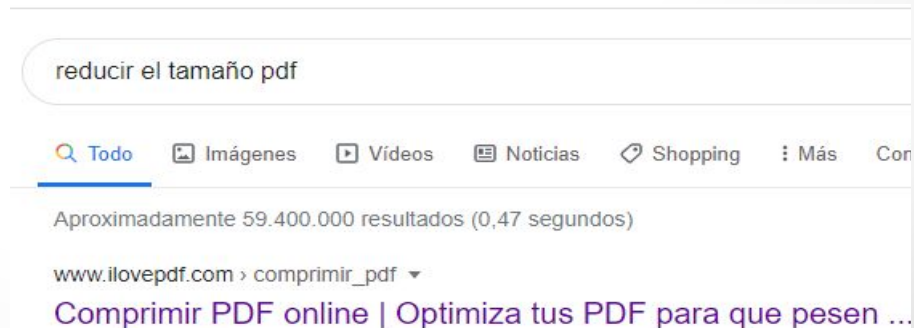 reducir el tamaño pdf
Todo Imágenes Vídeos Noticias Shopping Más Con
Aproximadamente 59.400.000 resultados (0,47 segundos)
www.ilovepdf.com › comprimir_pdf
Comprimir PDF online | Optimiza tus PDF para que pesen ...